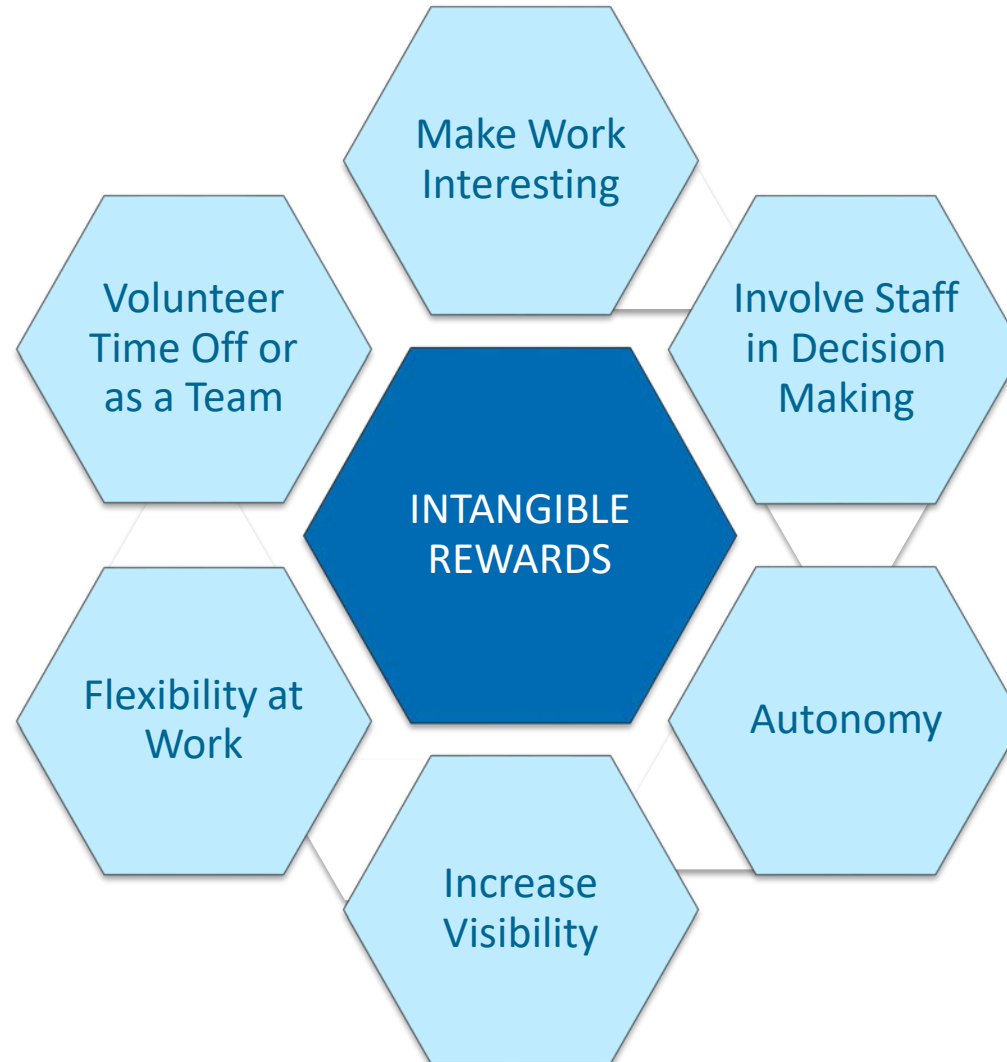 Make Work
Interesting
Involve Staff
in Decision
Making
Autonomy
Increase
Visibility
Flexibility at
Work
Volunteer
Time Off or
as a Team
INTANGIBLE
REWARDS